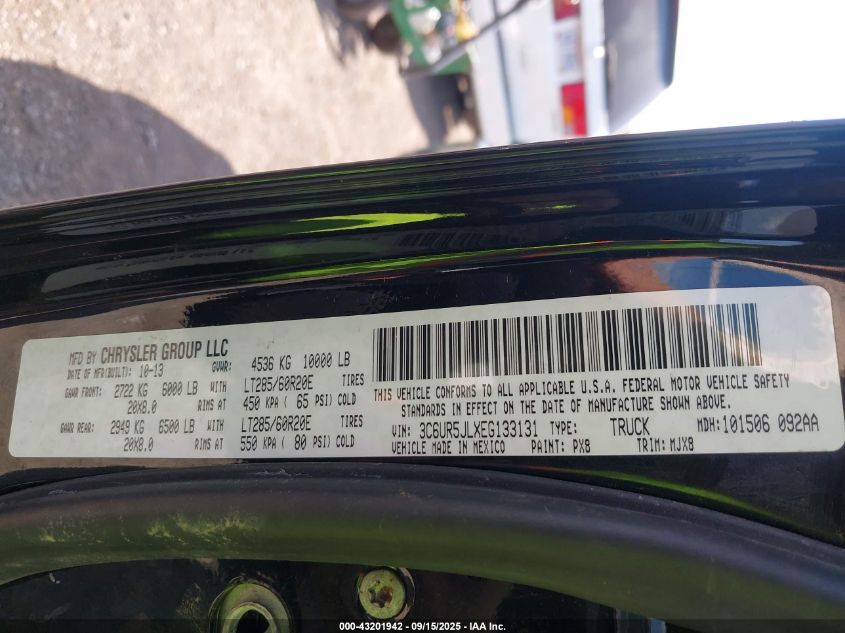 MFD BY CHRYSLER GROUP LLC
DATE OF MFR(BUILT): 10-13 GVWR: 4536 KG 10000 LB
GAWR FRONT: 2722 KG 6000 LB WITH LT285/60R20E TIRES
20X8.0 RIMS AT 450 KPA ( 65 PSI) COLD
GAWR REAR: 2949 KG 6500 LB WITH LT285/60R20E TIRES
20X8.0 RIMS AT 550 KPA ( 80 PSI) COLD
THIS VEHICLE CONFORMS TO ALL APPLICABLE U.S.A. FEDERAL MOTOR VEHICLE SAFETY
STANDARDS IN EFFECT ON THE DATE OF MANUFACTURE SHOWN ABOVE.
VIN: 3C6UR5JLXEG133131 TYPE: TRUCK MDH: 101506 092AA
VEHICLE MADE IN MEXICO PAINT: PX8 TRIM: MJX8
000-43201942 - 09/15/2025 - IAA Inc.